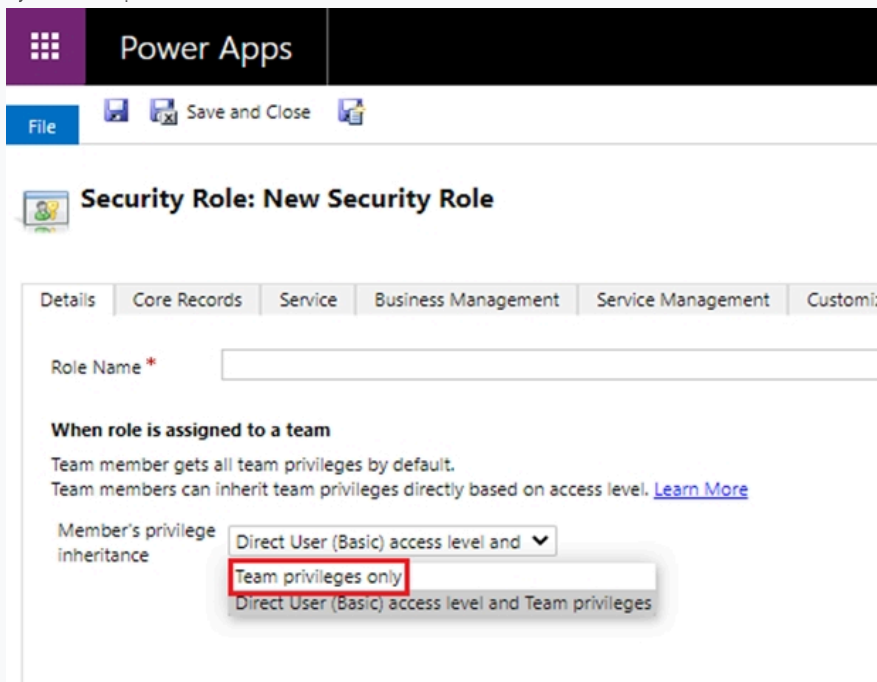 Power Apps
File
Save and Close
Security Role: New Security Role
Details Core Records Service Business Management Service Management Customiz
Role Name *
When role is assigned to a team
Team member gets all team privileges by default.
Team members can inherit team privileges directly based on access level. Learn More
Member's privilege
inheritance
Direct User (Basic) access level and
Team privileges only
Direct User (Basic) access level and Team privileges